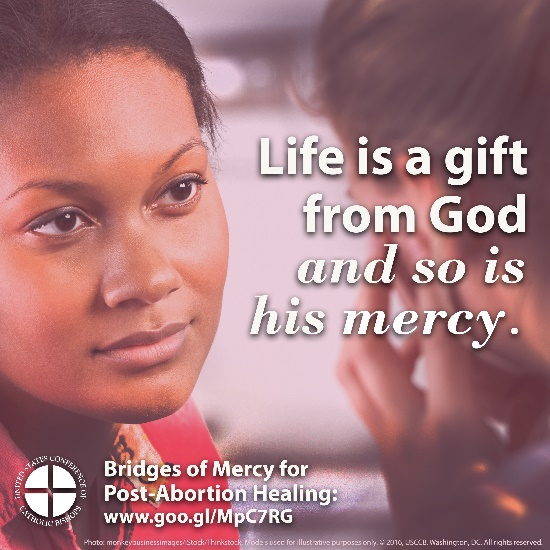 Life is a gift
from God
and so is
his mercy.
UNITED STATES CONFERENCE OF
CATHOLIC BISHOPS
Bridges of Mercy for
Post-Abortion Healing:
www.goo.gl/MpC7RG
Photo: monkeybusinessimages/iStock/Thinkstock. Models used for illustrative purposes only. © 2016, USCCB, Washington, DC. All rights reserved.